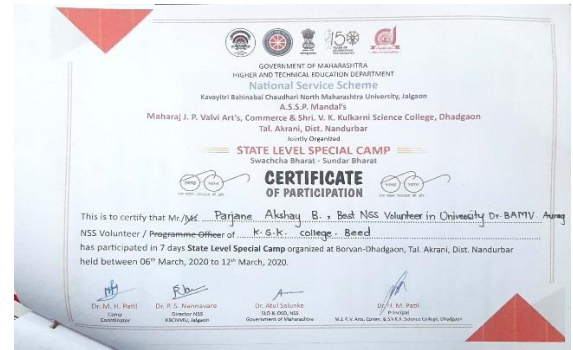 GOVERNMENT OF MAHARASHTRA
HIGHER AND TECHNICAL EDUCATION DEPARTMENT
National Service Scheme
Kavayitri Bahinabai Chaudhari North Maharashtra University, Jalgaon
A.S.S.P. Mandal's
Maharaj J. P. Valvi Art's, Commerce & Shri. V. K. Kulkarni Science College, Dhadgaon
Tal. Akrani, Dist. Nandurbar
Jointly Organized
STATE LEVEL SPECIAL CAMP
Swachcha Bharat - Sundar Bharat
CERTIFICATE
OF PARTICIPATION
This is to certify that Mr./Ms. Parjane Akshay B., Best NSS Volunteer in University Dr. BAMV. Aurag
NSS Volunteer / Programme Officer of K.S.K. college. Beed
has participated in 7 days State Level Special Camp organized at Borvan-Dhadgaon, Tal. Akrani, Dist. Nandurbar
held between 06th March, 2020 to 12th March, 2020.
Dr. M. H. Patil
Camp
Coordinator
Dr. P. S. Nannavare
Director NSS
KBCNMU, Jalgaon
Dr. Atul Salunke
SLO & OSD, NSS
Government of Maharashtra
Dr. H. M. Patil
Principal
M.J.P.V. Arts, Comm. & S.V.K.K. Science College, Dhadgaon